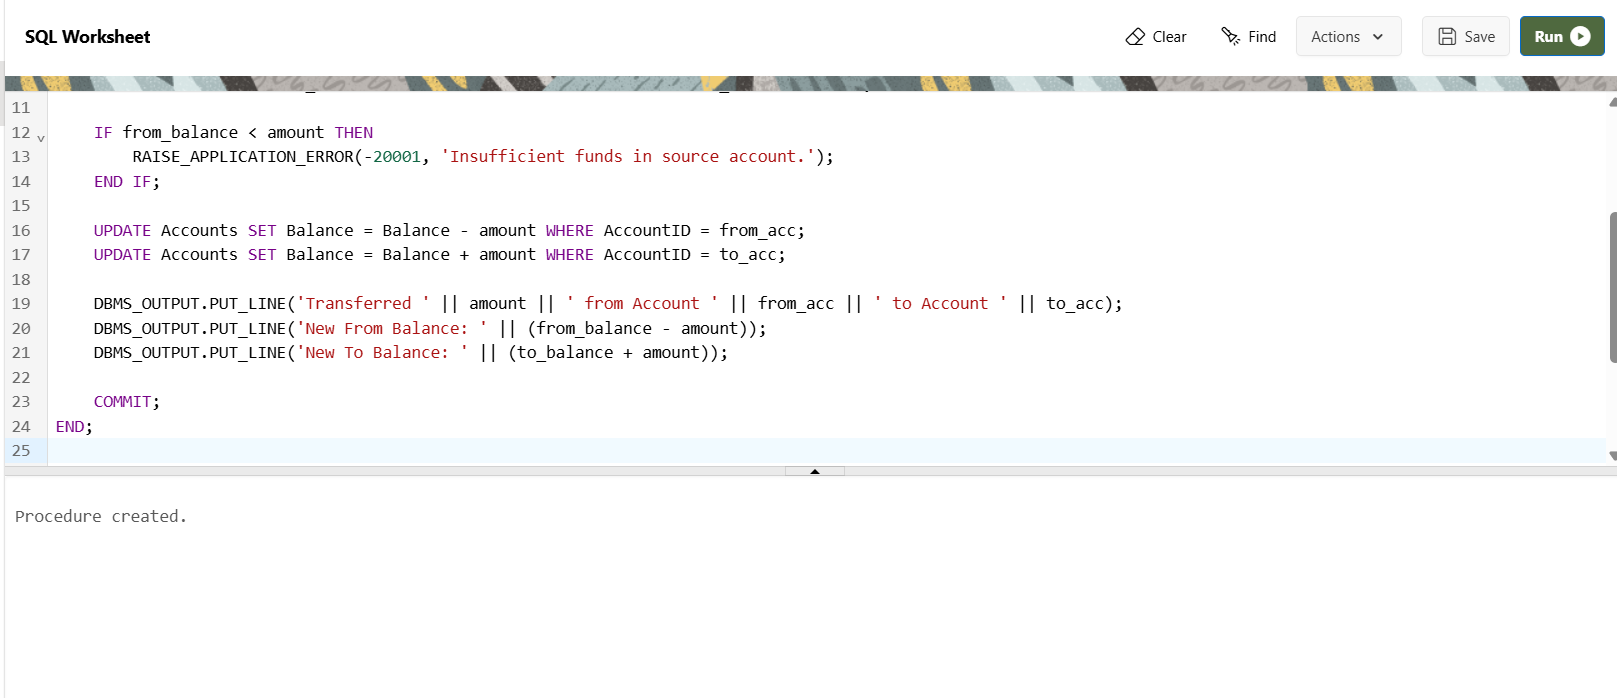 SQL Worksheet
Clear
Find
Actions
Save
Run
11
12 IF from_balance < amount THEN
13 RAISE_APPLICATION_ERROR(-20001, 'Insufficient funds in source account.');
14 END IF;
15
16 UPDATE Accounts SET Balance = Balance - amount WHERE AccountID = from_acc;
17 UPDATE Accounts SET Balance = Balance + amount WHERE AccountID = to_acc;
18
19 DBMS_OUTPUT.PUT_LINE('Transferred ' || amount || ' from Account ' || from_acc || ' to Account ' || to_acc);
20 DBMS_OUTPUT.PUT_LINE('New From Balance: ' || (from_balance - amount));
21 DBMS_OUTPUT.PUT_LINE('New To Balance: ' || (to_balance + amount));
22
23 COMMIT;
24 END;
25
Procedure created.